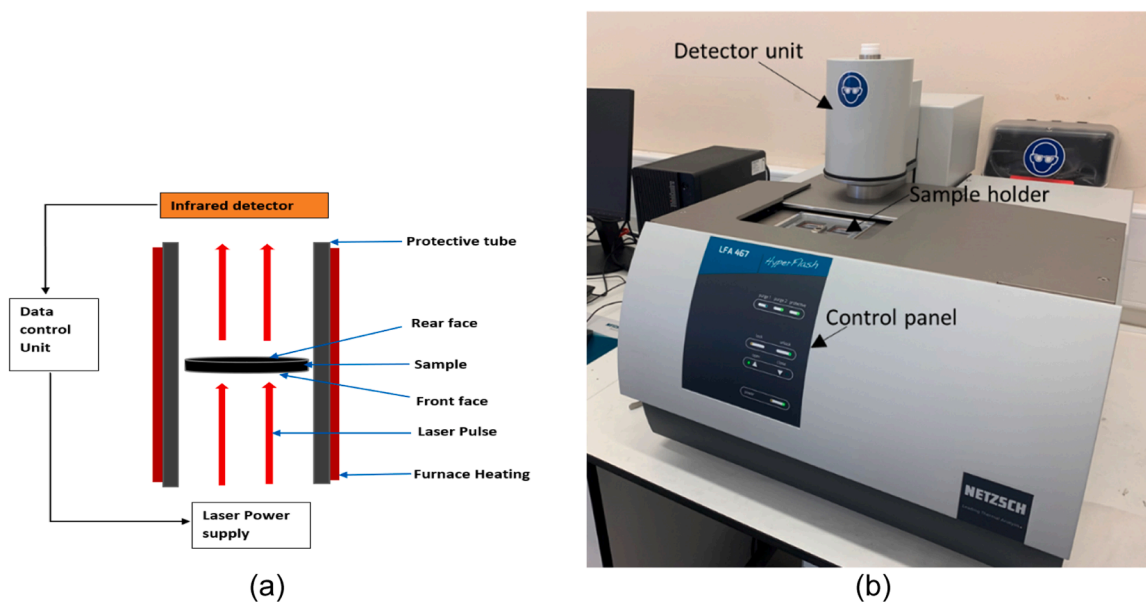 Infrared detector
Protective tube
Data
control
Unit
Rear face
Sample
Front face
Laser Pulse
Furnace Heating
Laser Power
supply
(a)
Detector unit
Sample holder
LFA 467
HyperFlash
Control panel
NETZSCH
(b)